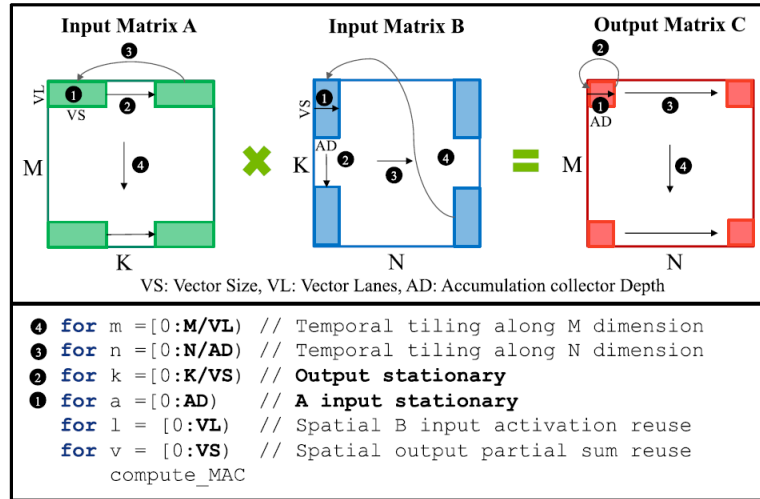 Input Matrix A
Input Matrix B
Output Matrix C
3
2
VL
1
2
VS
4
M
K
VS
1
AD
2
3
4
K
N
1
AD
3
4
M
N
VS: Vector Size, VL: Vector Lanes, AD: Accumulation collector Depth
4 for m =[0:M/VL) // Temporal tiling along M dimension
3 for n =[0:N/AD) // Temporal tiling along N dimension
2 for k =[0:K/VS) // Output stationary
1 for a =[0:AD) // A input stationary
for l = [0:VL) // Spatial B input activation reuse
for v = [0:VS) // Spatial output partial sum reuse
compute_MAC